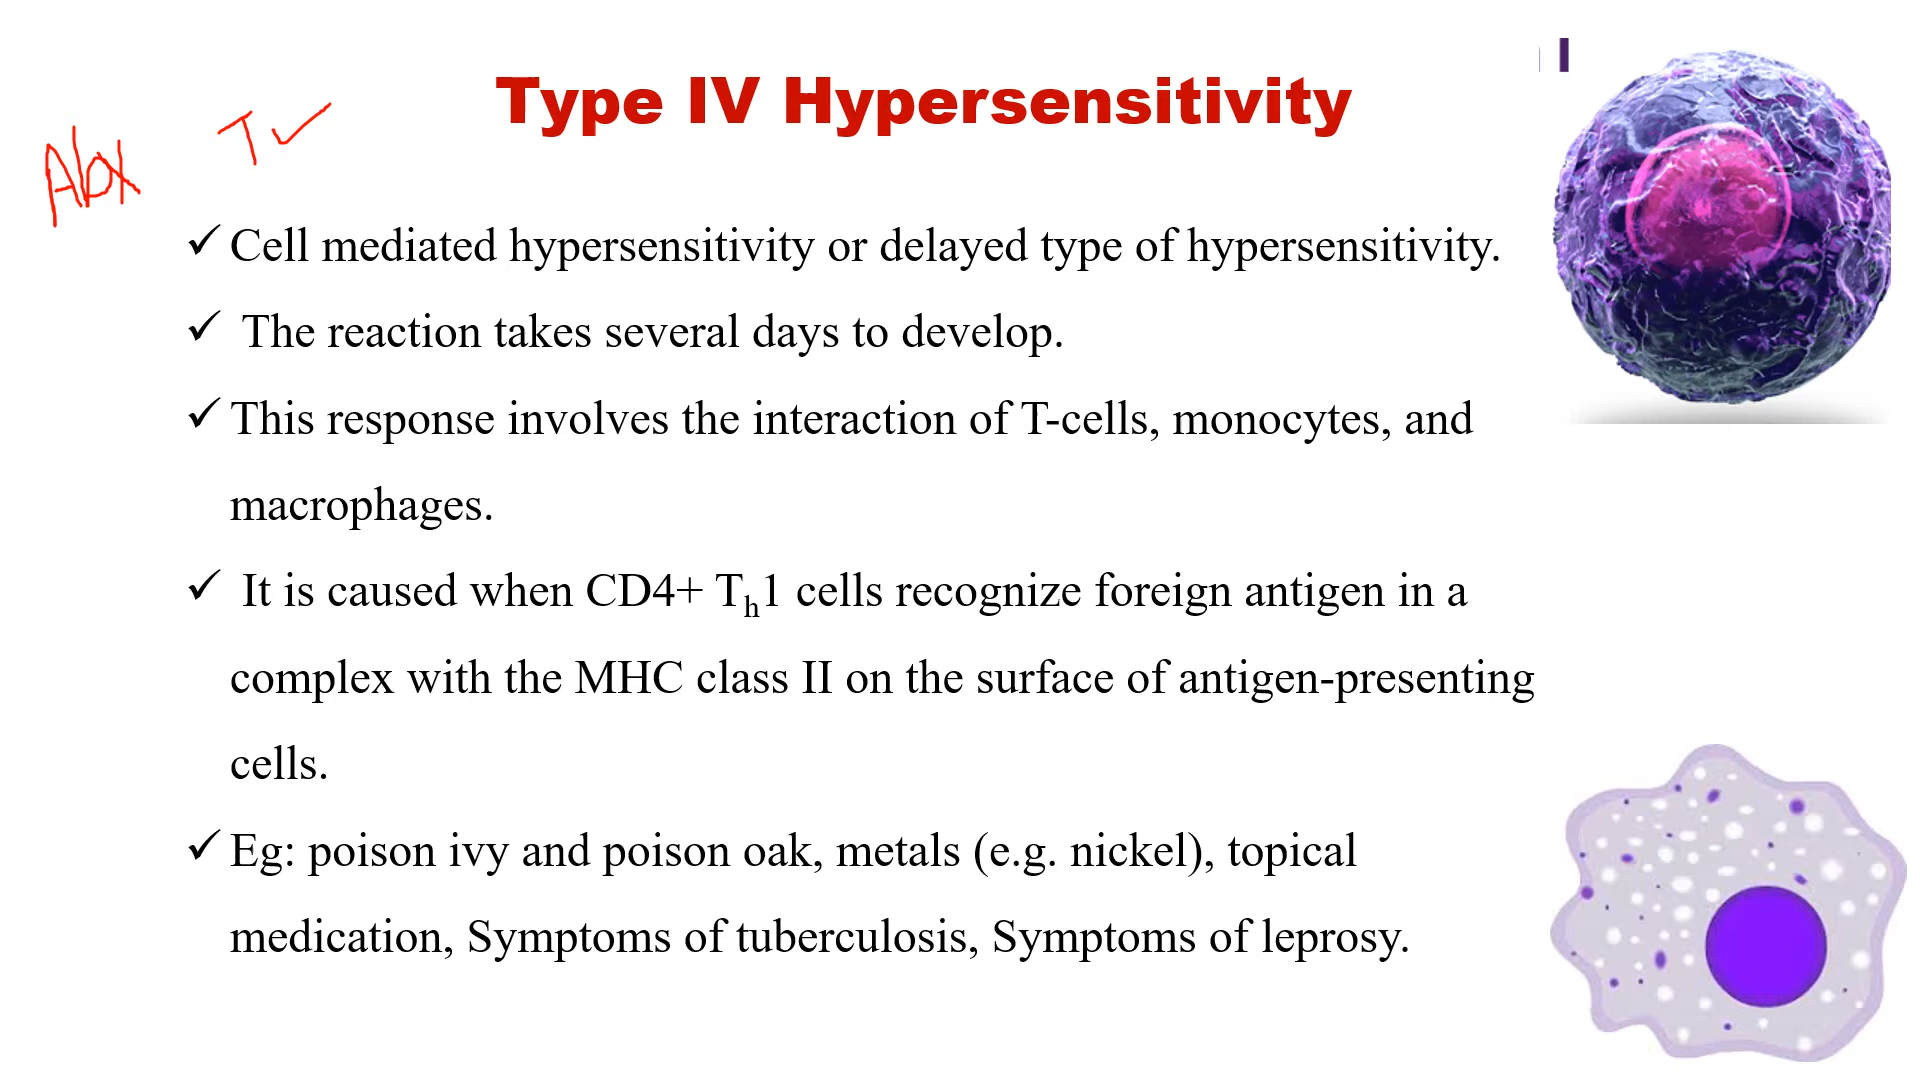 Type IV Hypersensitivity
Ab× T✓
✓ Cell mediated hypersensitivity or delayed type of hypersensitivity.
✓ The reaction takes several days to develop.
✓ This response involves the interaction of T-cells, monocytes, and
macrophages.
✓ It is caused when CD4+ Th1 cells recognize foreign antigen in a
complex with the MHC class II on the surface of antigen-presenting
cells.
✓ Eg: poison ivy and poison oak, metals (e.g. nickel), topical
medication, Symptoms of tuberculosis, Symptoms of leprosy.